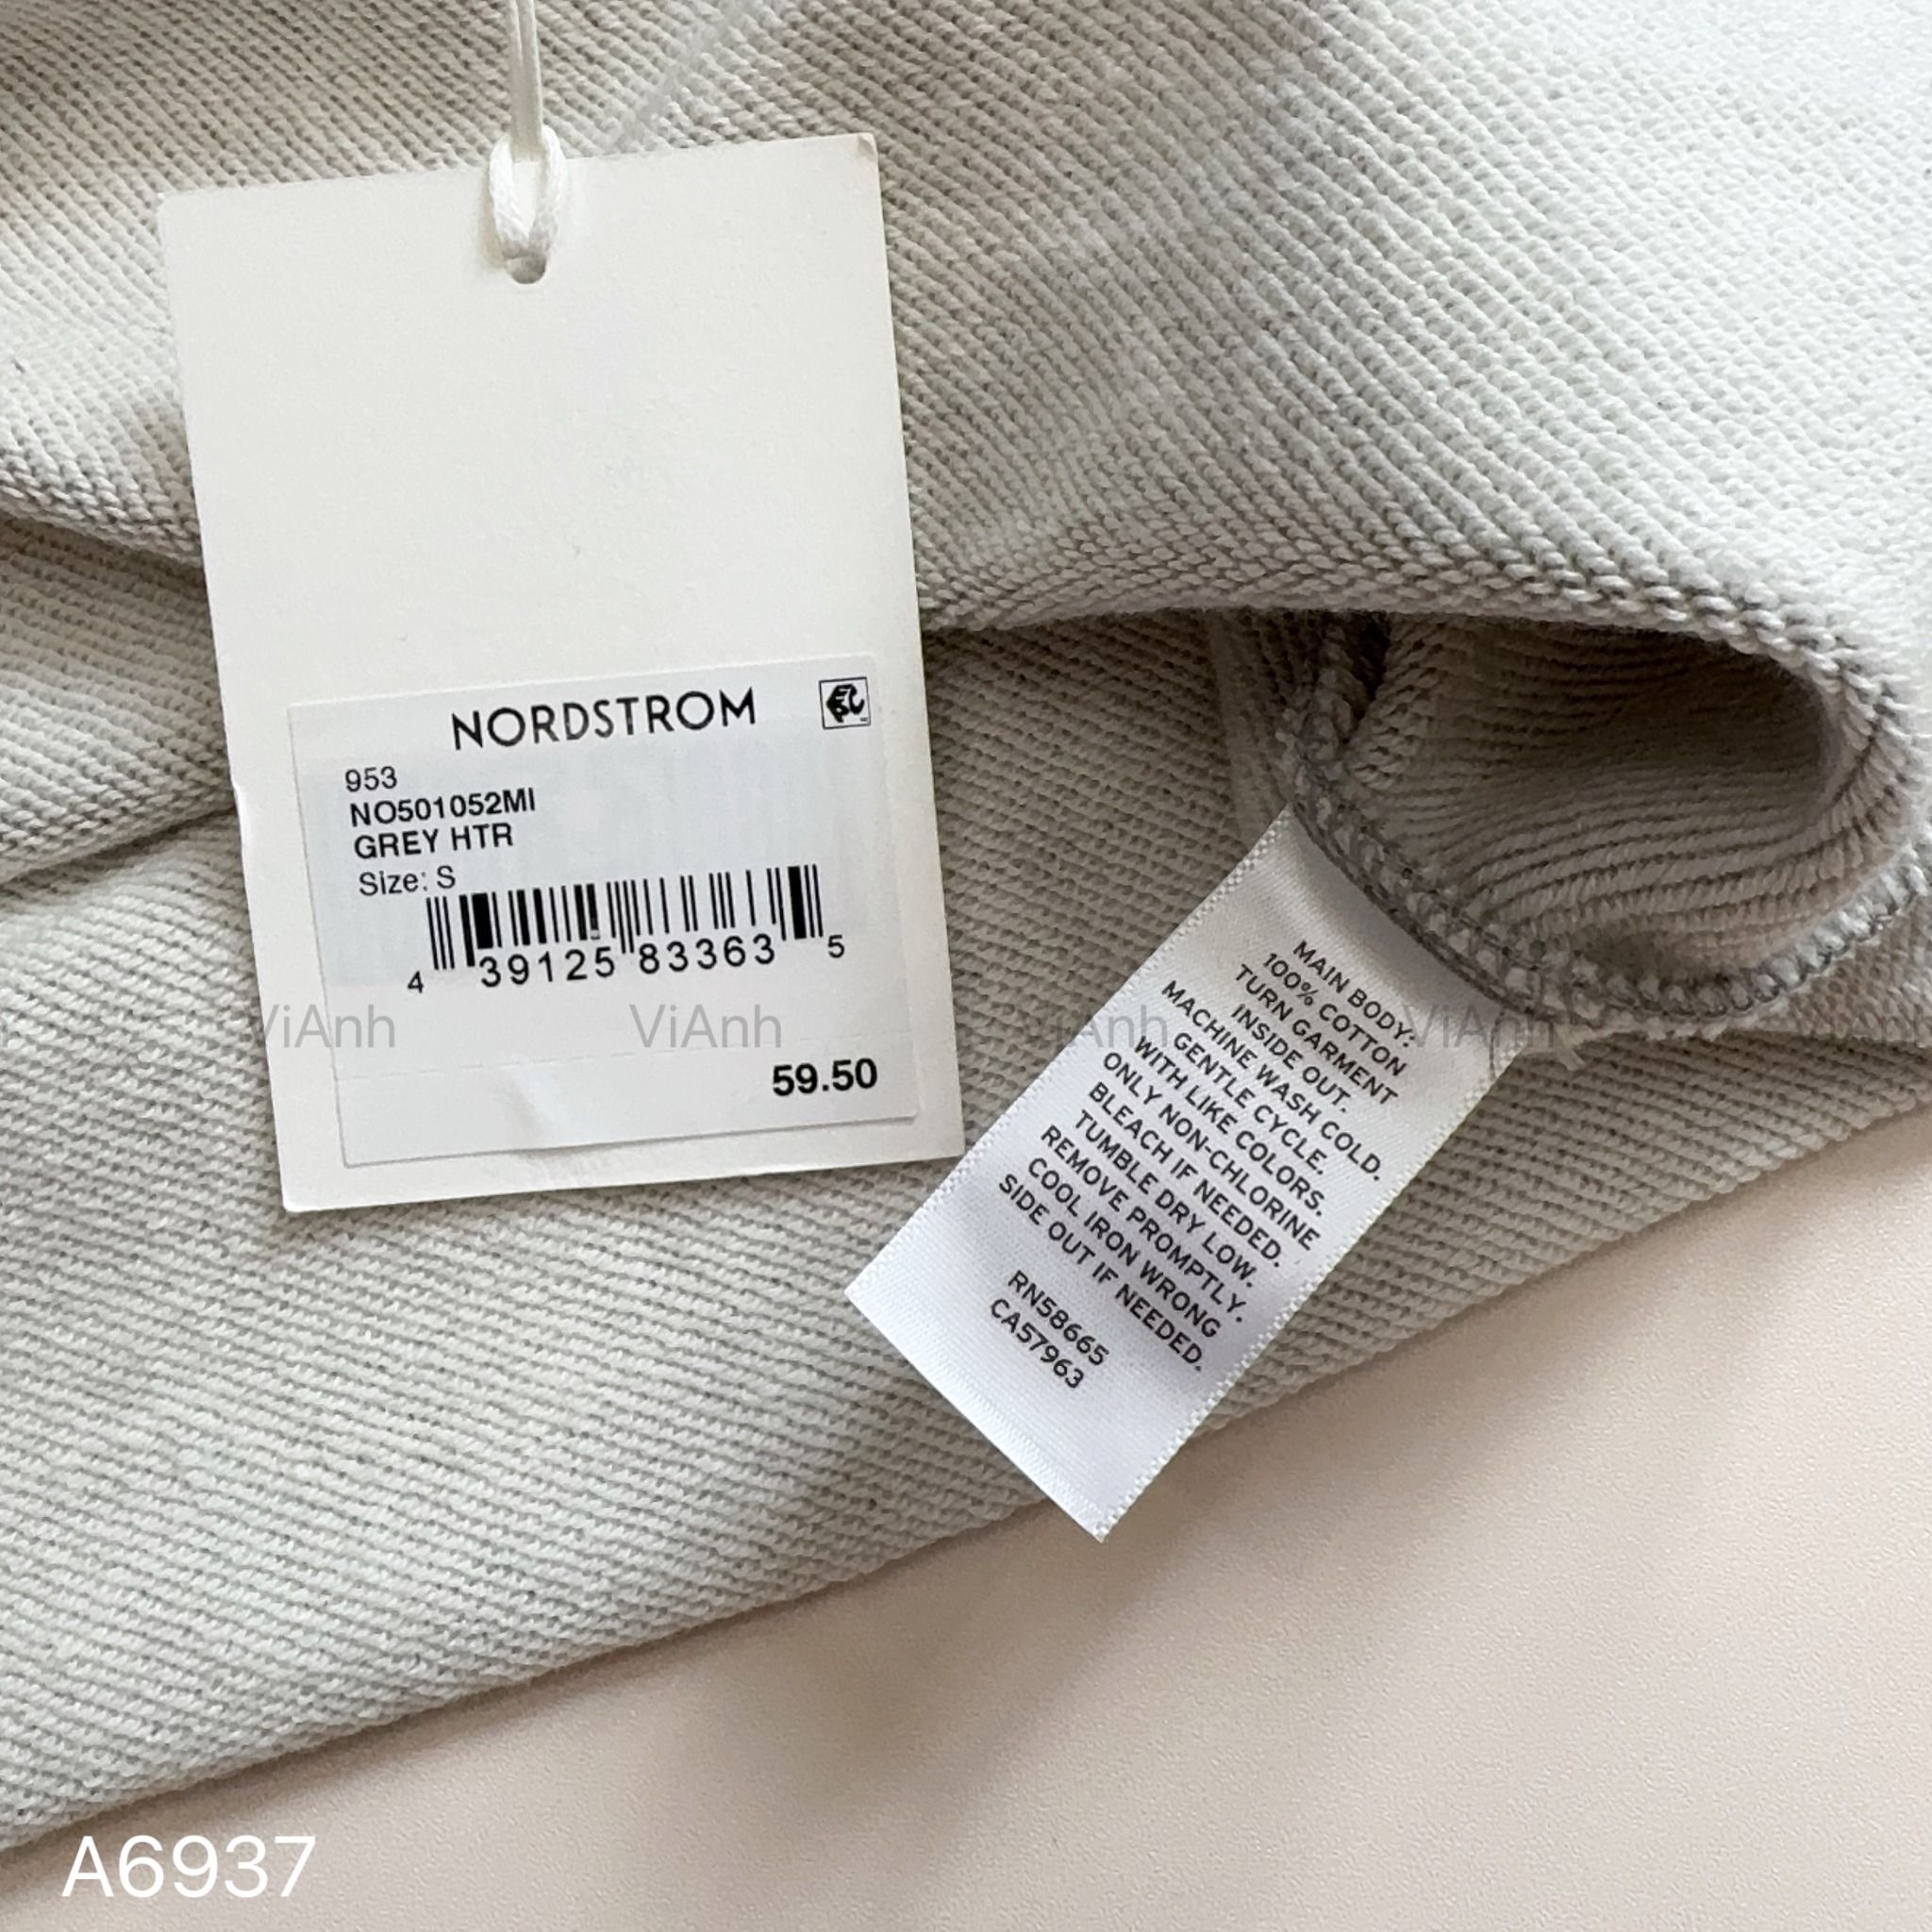 NORDSTROM
953
NO501052MI
GREY HTR
Size: S
4 39125 83363 5
ViAnh ViAnh ViAnh ViAnh
59.50
MAIN BODY:
100% COTTON
TURN GARMENT
INSIDE OUT.
MACHINE WASH COLD.
GENTLE CYCLE.
WITH LIKE COLORS.
ONLY NON-CHLORINE
BLEACH IF NEEDED.
TUMBLE DRY LOW.
REMOVE PROMPTLY.
COOL IRON WRONG
SIDE OUT IF NEEDED.
RN58665
CA57963
A6937